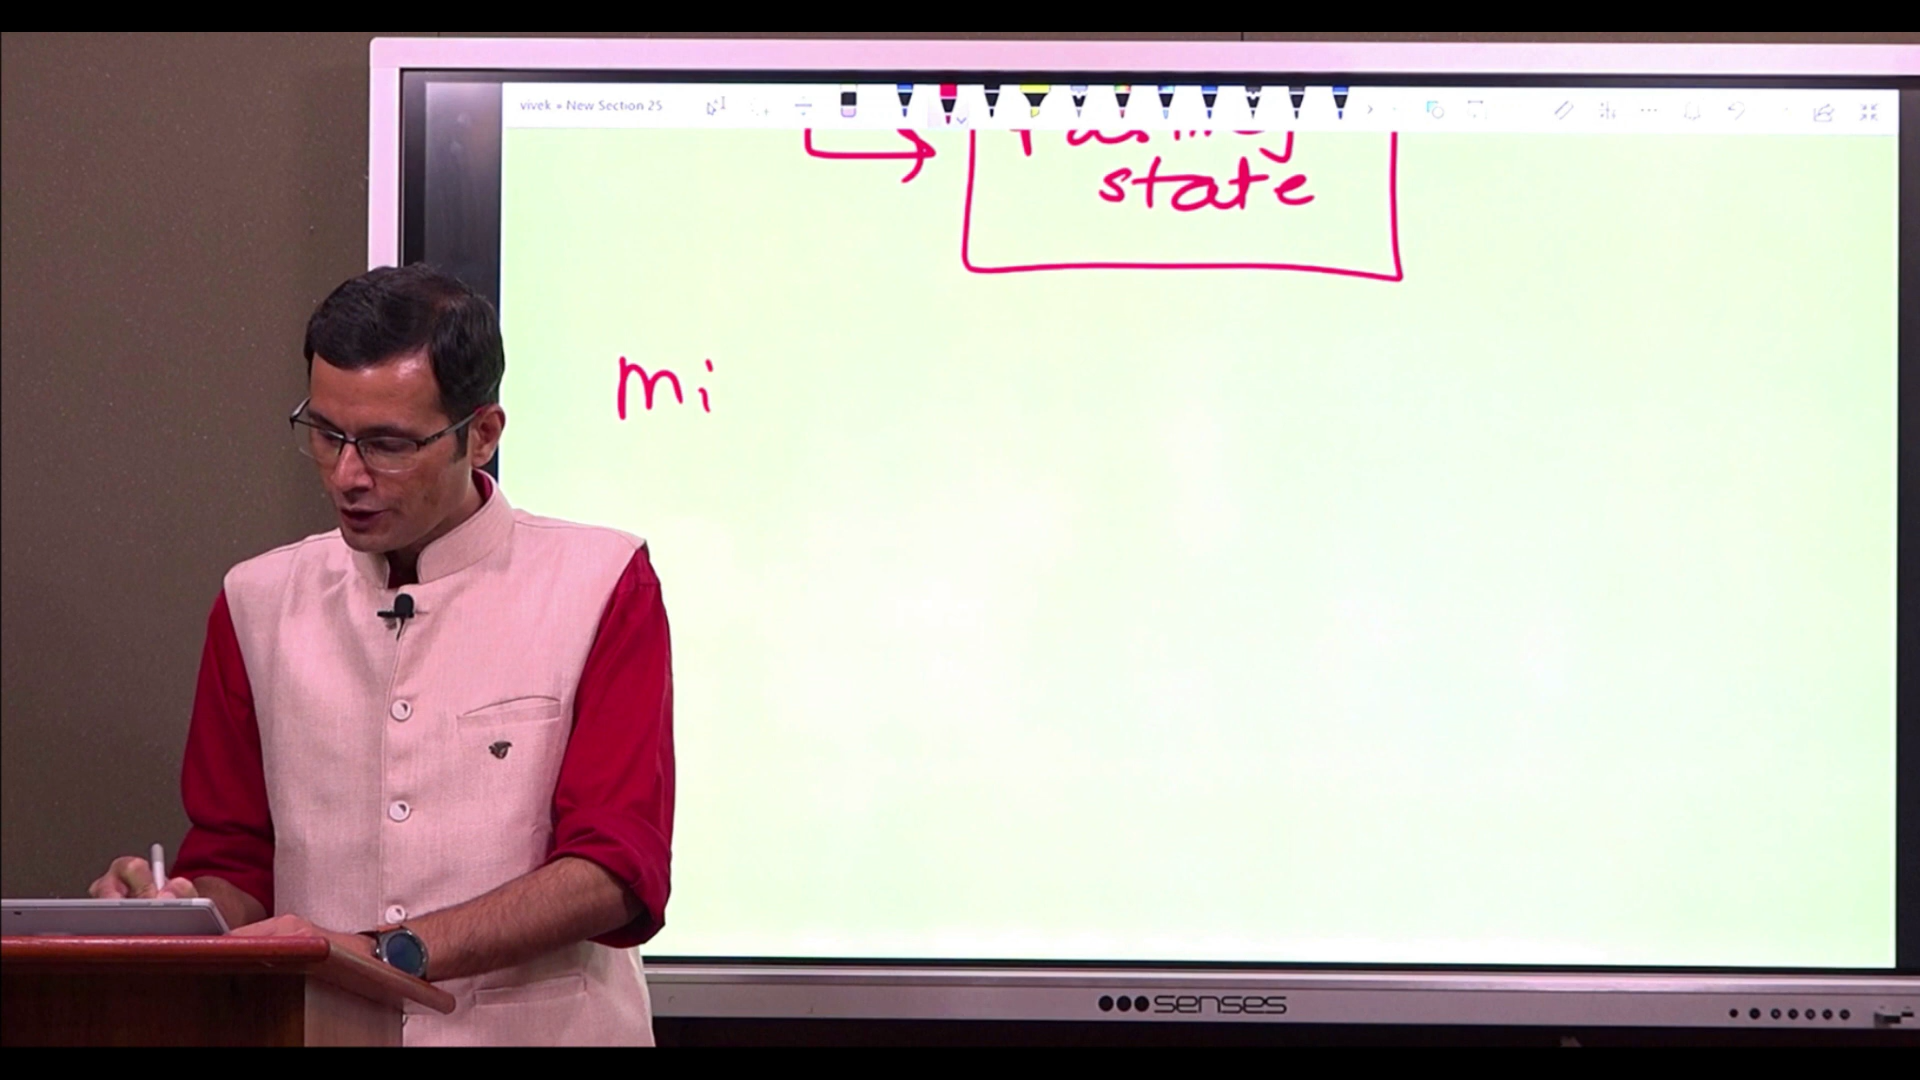 vivek » New Section 25
state
mi
senses